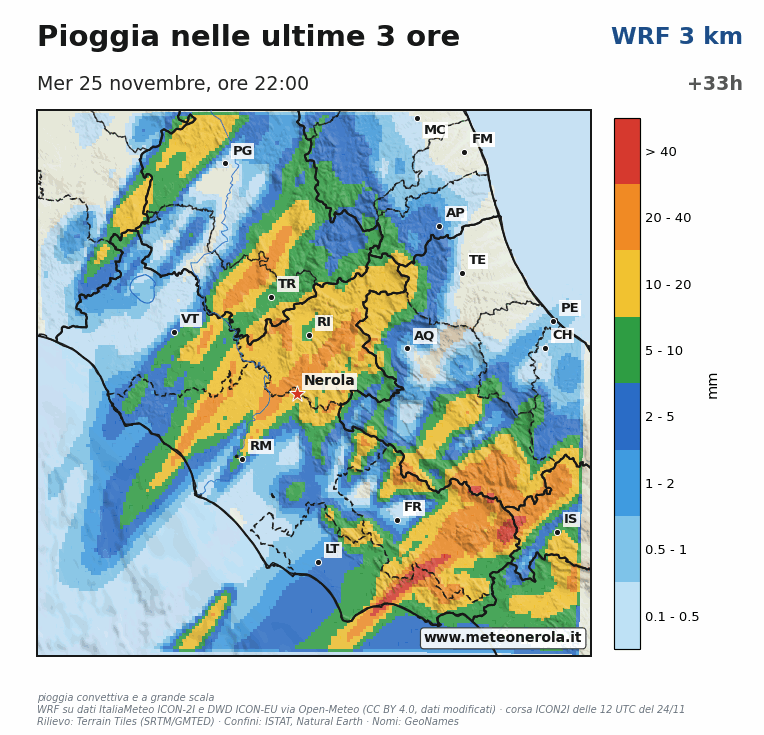 Pioggia nelle ultime 3 ore
WRF 3 km
Mer 25 novembre, ore 22:00
+33h
MC
FM
PG
AP
TE
TR
PE
VT
RI
AQ
CH
Nerola
RM
FR
IS
LT
www.meteonerola.it
> 40
20 - 40
10 - 20
5 - 10
2 - 5
1 - 2
0.5 - 1
0.1 - 0.5
mm
pioggia convettiva e a grande scala
WRF su dati ItaliaMeteo ICON-2I e DWD ICON-EU via Open-Meteo (CC BY 4.0, dati modificati) · corsa ICON2I delle 12 UTC del 24/11
Rilievo: Terrain Tiles (SRTM/GMTED) · Confini: ISTAT, Natural Earth · Nomi: GeoNames